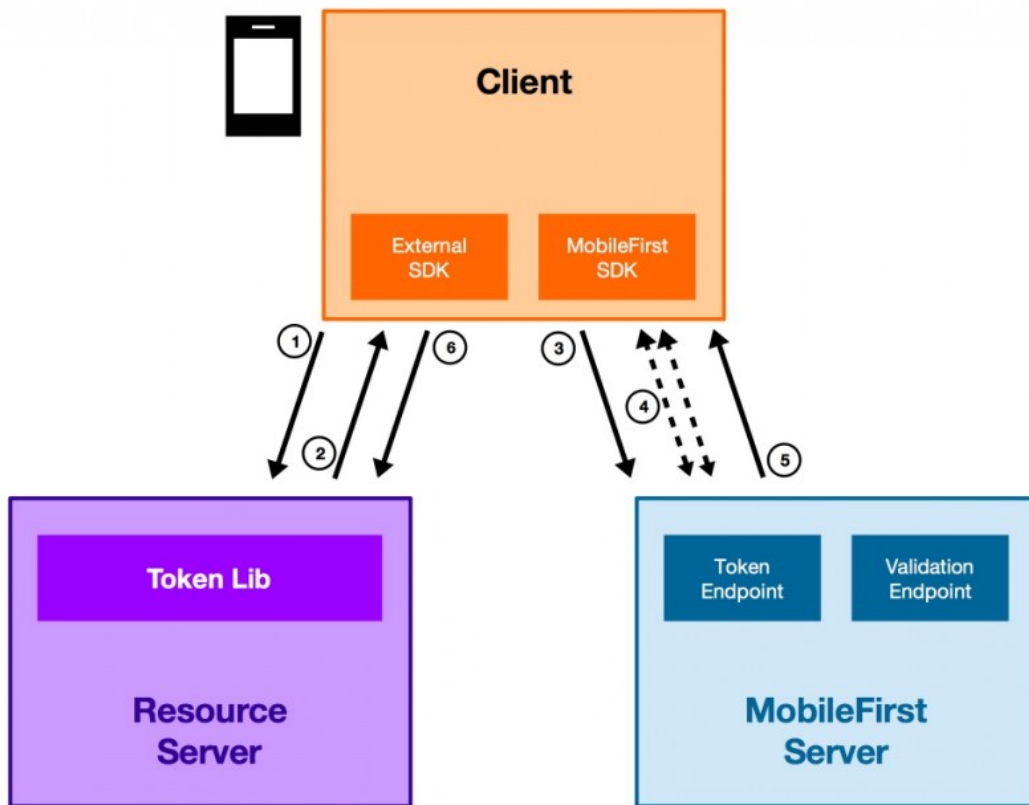 Client
External
SDK
MobileFirst
SDK
1
6
3
4
2
5
Token Lib
Resource
Server
Token
Endpoint
Validation
Endpoint
MobileFirst
Server